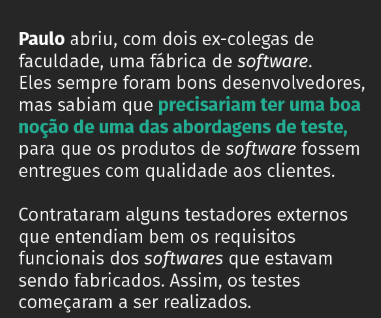 Paulo abriu, com dois ex-colegas de
faculdade, uma fábrica de software.
Eles sempre foram bons desenvolvedores,
mas sabiam que precisariam ter uma boa
noção de uma das abordagens de teste,
para que os produtos de software fossem
entregues com qualidade aos clientes.
Contrataram alguns testadores externos
que entendiam bem os requisitos
funcionais dos softwares que estavam
sendo fabricados. Assim, os testes
começaram a ser realizados.